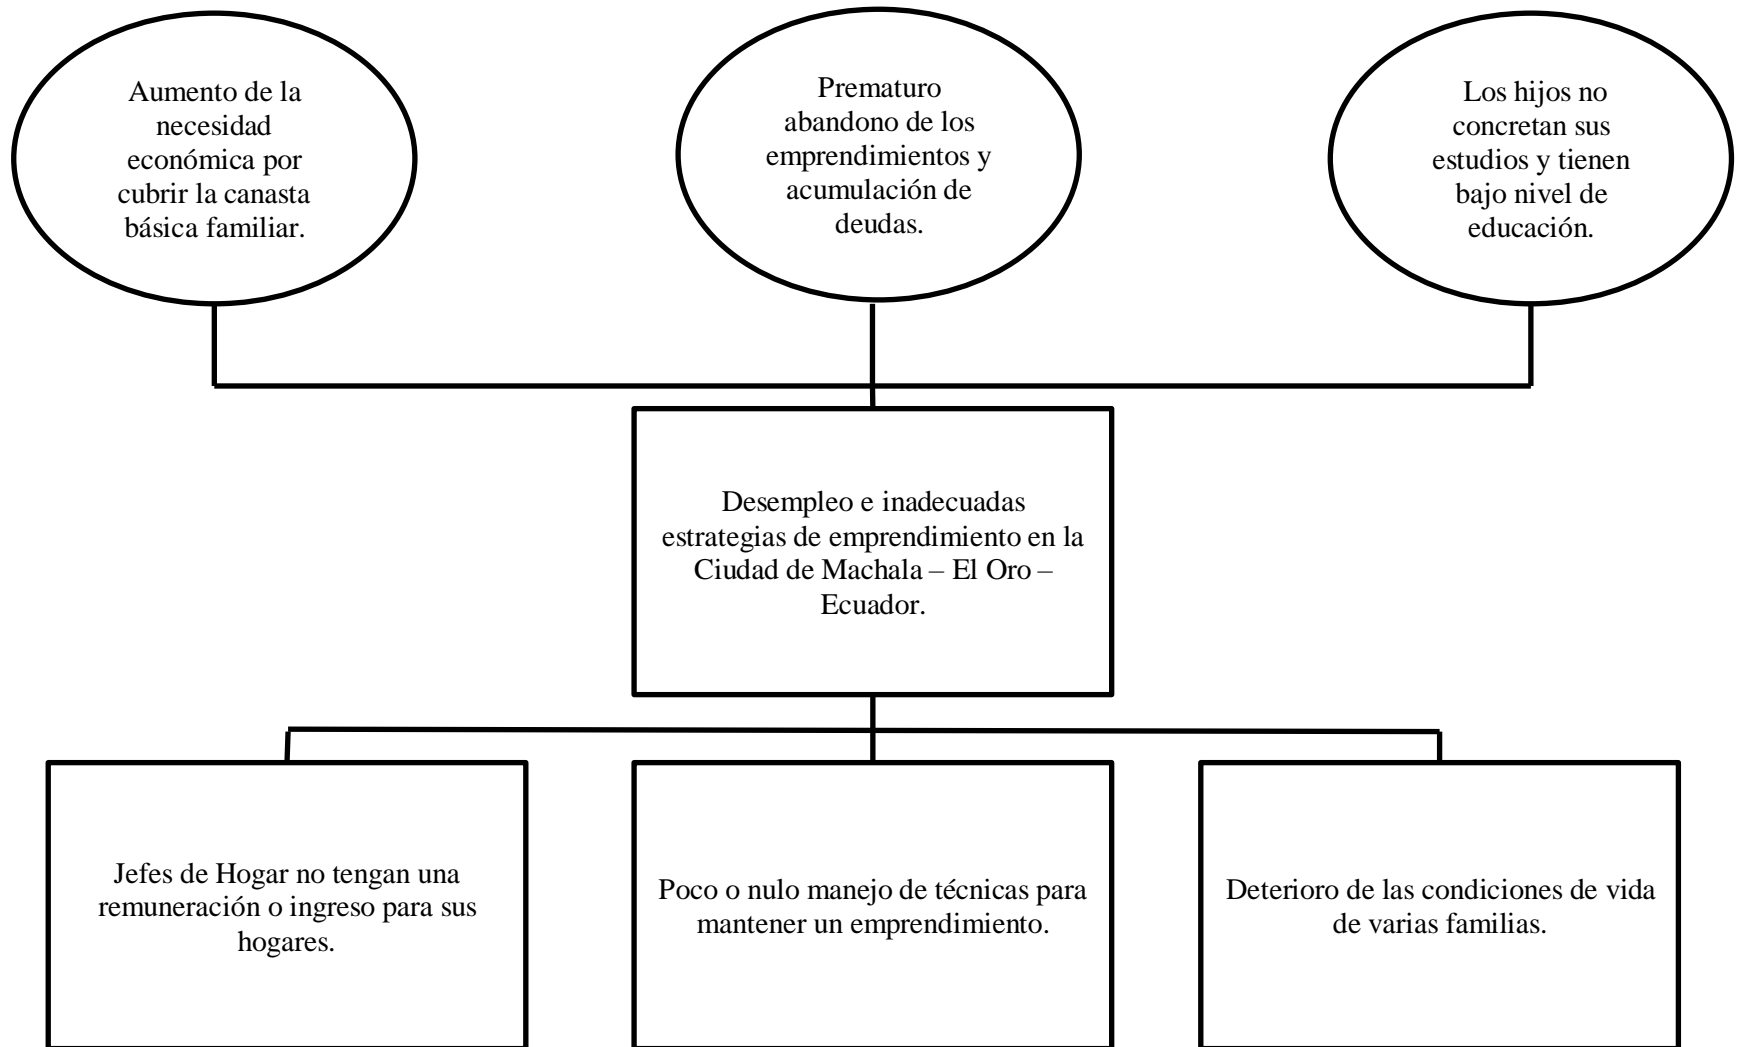 Aumento de la
necesidad
económica por
cubrir la canasta
básica familiar.
Prematuro
abandono de los
emprendimientos y
acumulación de
deudas.
Los hijos no
concretan sus
estudios y tienen
bajo nivel de
educación.
Desempleo e inadecuadas
estrategias de emprendimiento en la
Ciudad de Machala – El Oro –
Ecuador.
Jefes de Hogar no tengan una
remuneración o ingreso para sus
hogares.
Poco o nulo manejo de técnicas para
mantener un emprendimiento.
Deterioro de las condiciones de vida
de varias familias.